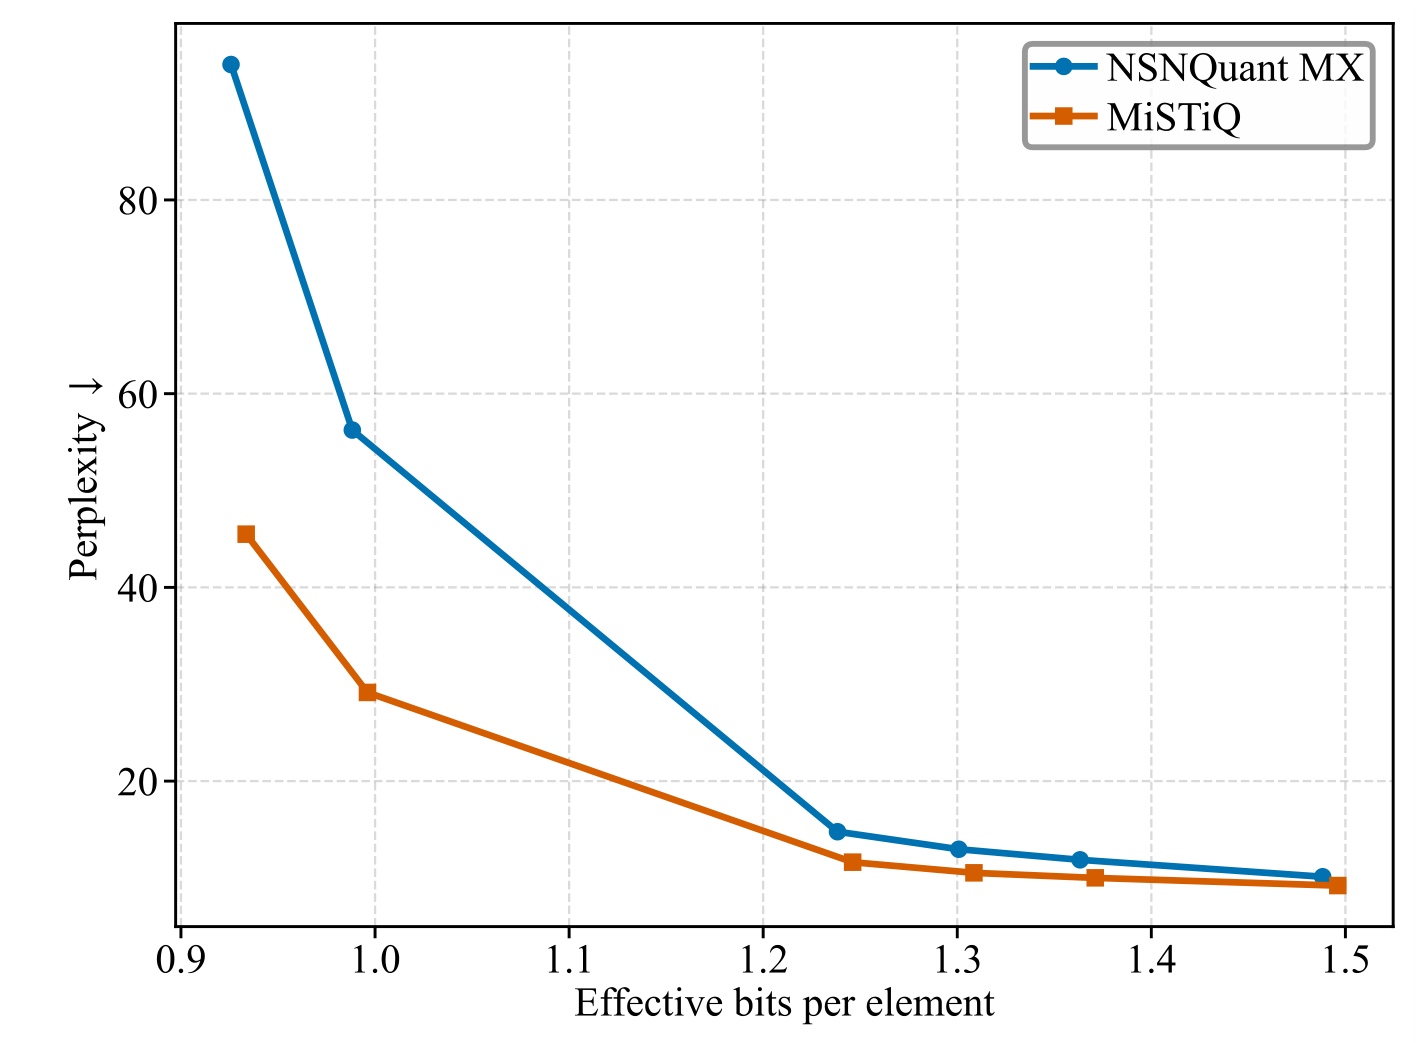 NSNQuant MX
MiSTiQ
80
60
40
20
Perplexity ↓
0.9 1.0 1.1 1.2 1.3 1.4 1.5
Effective bits per element